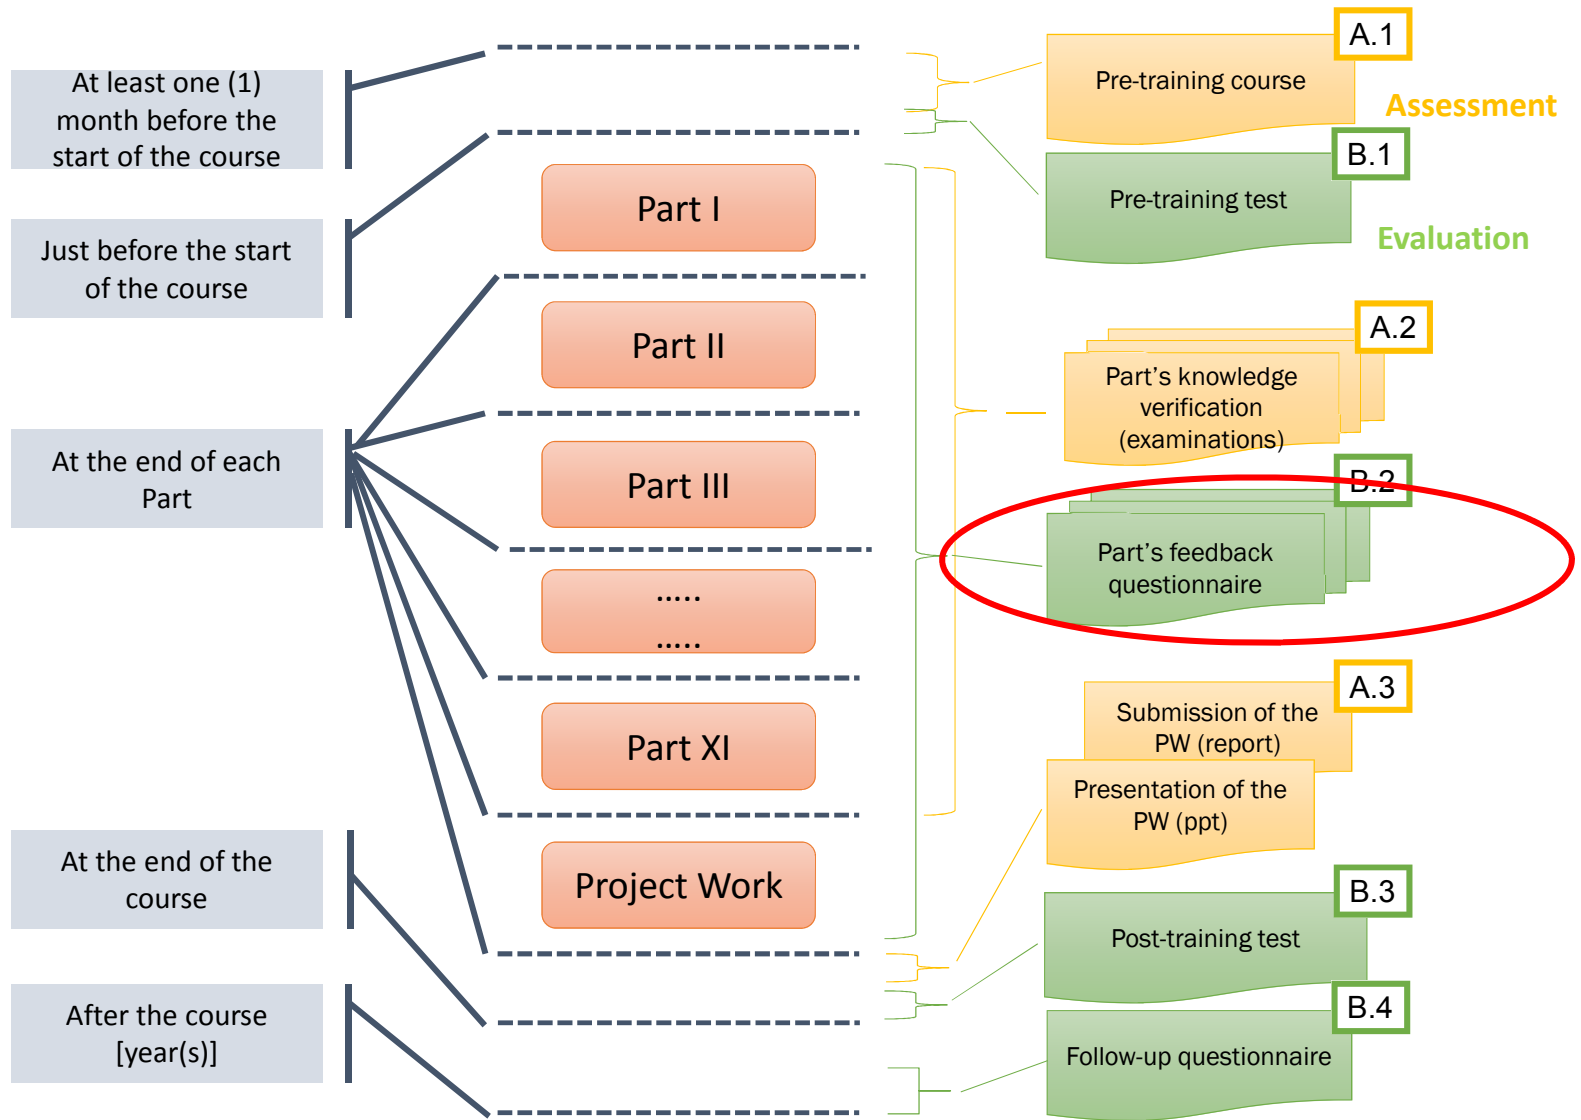 At least one (1)
month before the
start of the course
Just before the start
of the course
At the end of each
Part
At the end of the
course
After the course
[year(s)]
Part I
Part II
Part III
.....
.....
Part XI
Project Work
A.1
Pre-training course
Assessment
B.1
Pre-training test
Evaluation
A.2
Part’s knowledge
verification
(examinations)
B.2
Part’s feedback
questionnaire
A.3
Submission of the
PW (report)
Presentation of the
PW (ppt)
B.3
Post-training test
B.4
Follow-up questionnaire